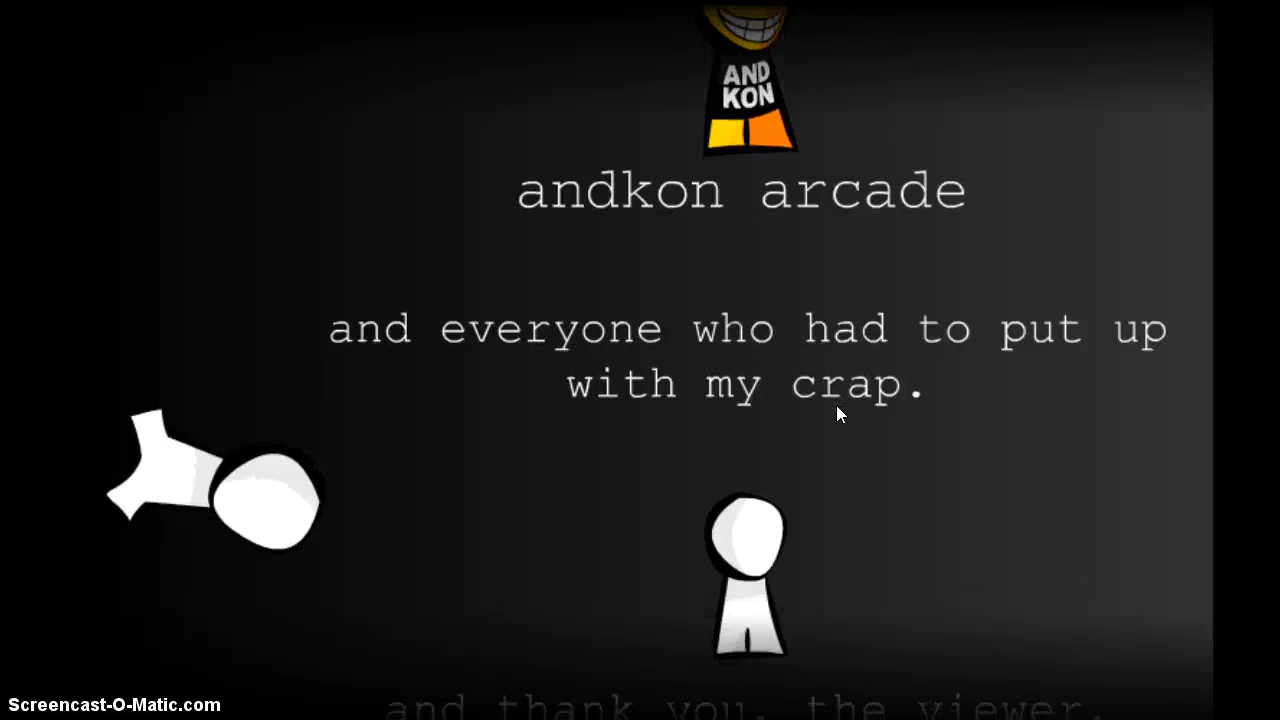 AND
KON
andkon arcade
and everyone who had to put up
with my crap.
and thank you, the viewer
Screencast-O-Matic.com